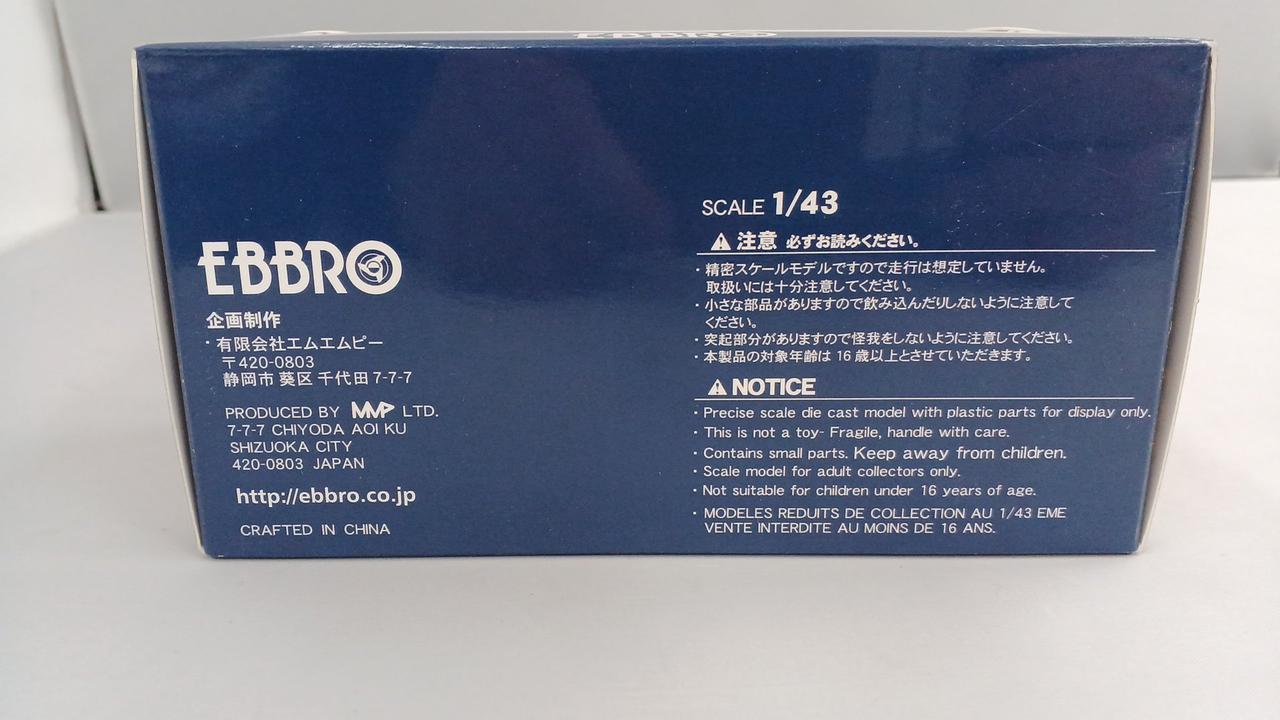 EBBRO
EBBRO
企画制作
・有限会社エムエムピー
〒420-0803
静岡市 葵区 千代田 7-7-7
PRODUCED BY MMP LTD.
7-7-7 CHIYODA AOI KU
SHIZUOKA CITY
420-0803 JAPAN
http://ebbro.co.jp
CRAFTED IN CHINA
SCALE 1/43
注意 必ずお読みください。
・精密スケールモデルですので走行は想定していません。
取扱いには十分注意してください。
・小さな部品がありますので飲み込んだりしないように注意して
ください。
・突起部分がありますので怪我をしないように注意してください。
・本製品の対象年齢は 16 歳以上とさせていただきます。
NOTICE
・Precise scale die cast model with plastic parts for display only.
・This is not a toy- Fragile, handle with care.
・Contains small parts. Keep away from children.
・Scale model for adult collectors only.
・Not suitable for children under 16 years of age.
・MODELES REDUITS DE COLLECTION AU 1/43 EME
VENTE INTERDITE AU MOINS DE 16 ANS.